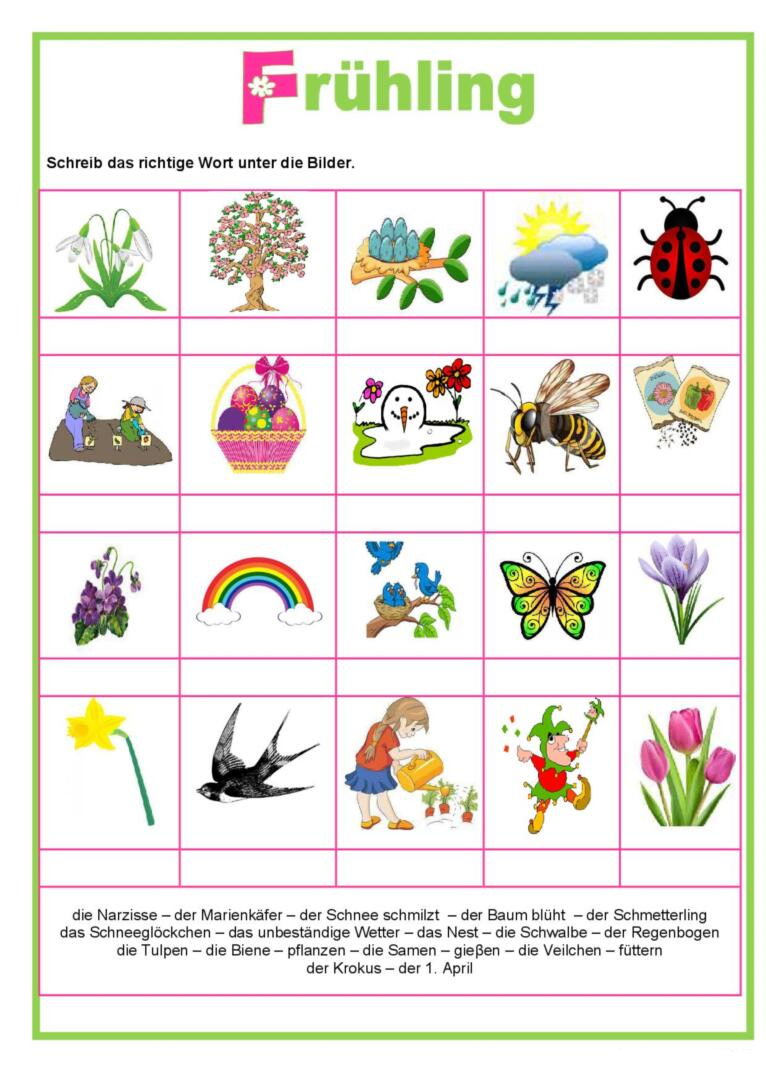 Frühling
Schreib das richtige Wort unter die Bilder.
die Narzisse – der Marienkäfer – der Schnee schmilzt – der Baum blüht – der Schmetterling
das Schneeglöckchen – das unbeständige Wetter – das Nest – die Schwalbe – der Regenbogen
die Tulpen – die Biene – pflanzen – die Samen – gieβen – die Veilchen – füttern
der Krokus – der 1. April